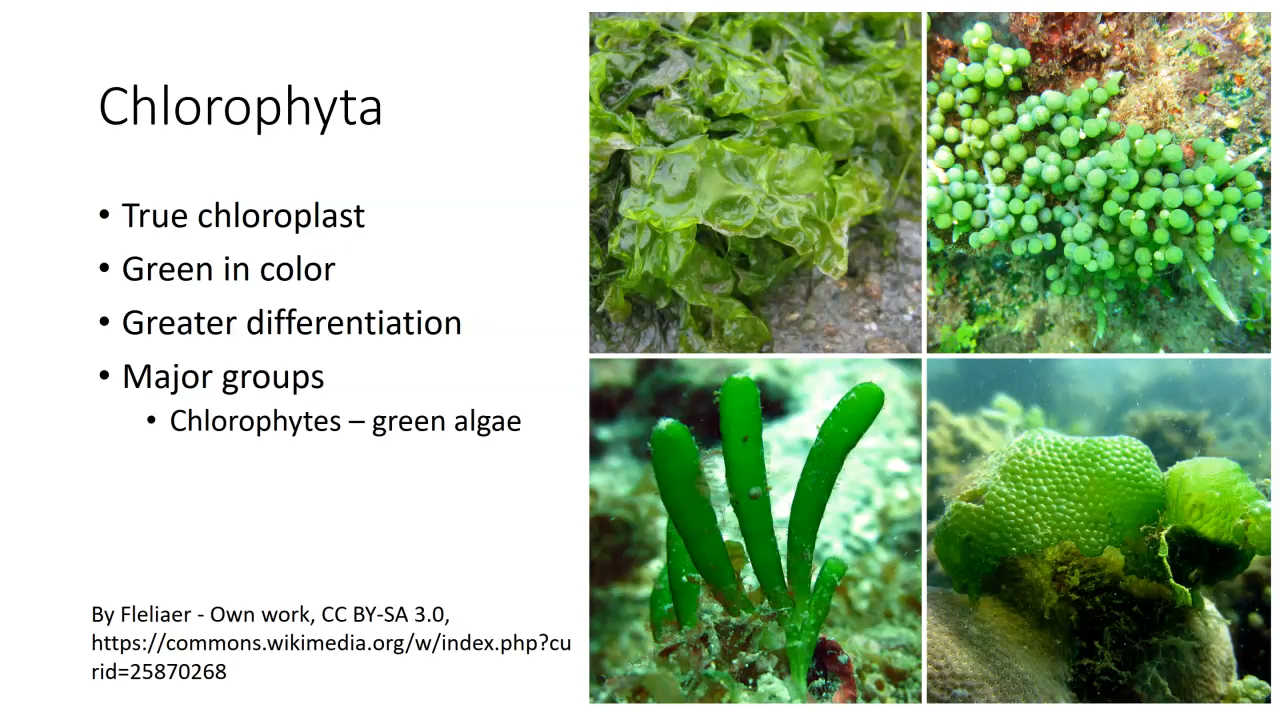 Chlorophyta
• True chloroplast
• Green in color
• Greater differentiation
• Major groups
• Chlorophytes – green algae
By Fleliaer - Own work, CC BY-SA 3.0,
https://commons.wikimedia.org/w/index.php?cu
rid=25870268